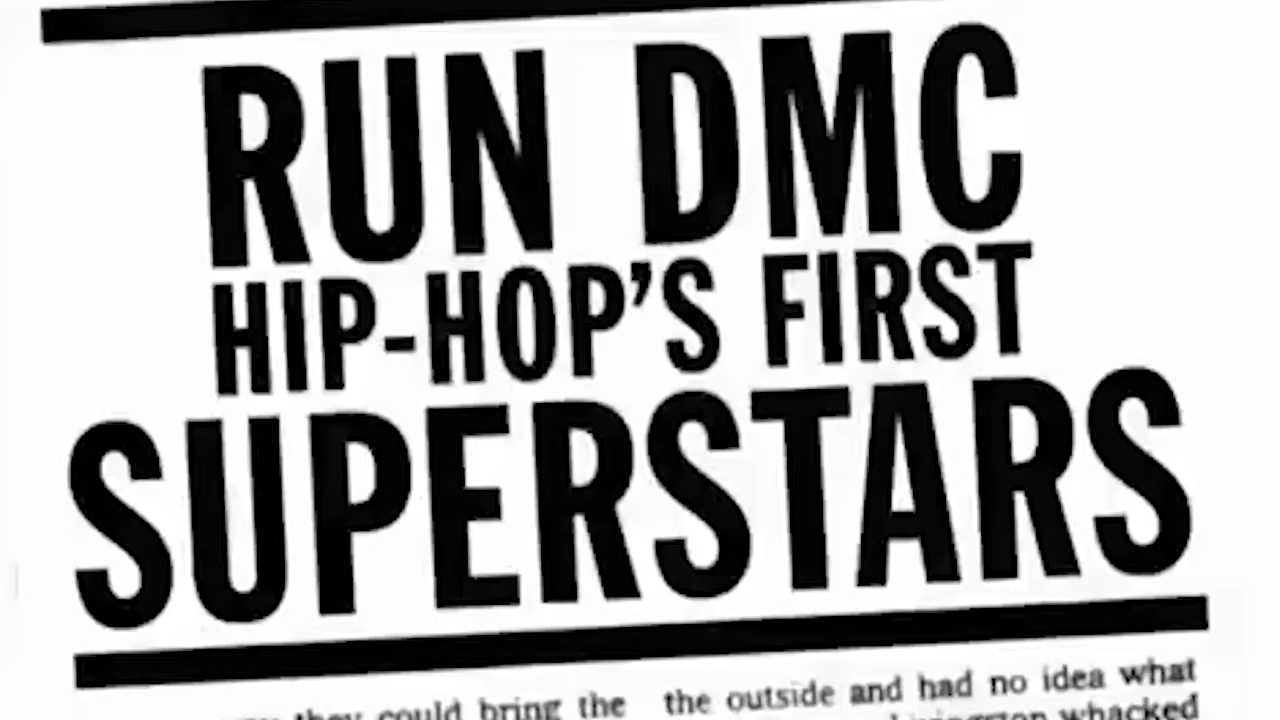 RUN DMC
HIP-HOP'S FIRST
SUPERSTARS
they could bring the
the outside and had no idea what
whacked